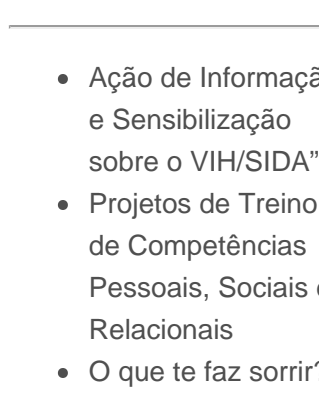 Ação de Informaçã
e Sensibilização
sobre o VIH/SIDA”
Projetos de Treino
de Competências
Pessoais, Sociais
Relacionais
O que te faz sorrir?